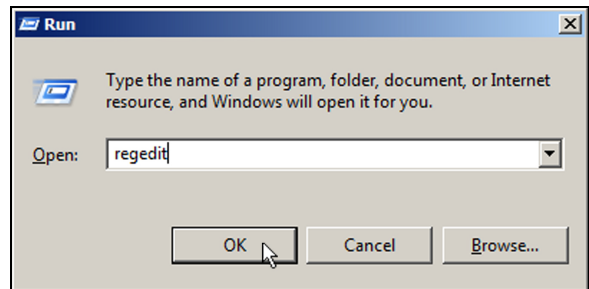 Run
Type the name of a program, folder, document, or Internet
resource, and Windows will open it for you.
Open: regedit
OK Cancel Browse...